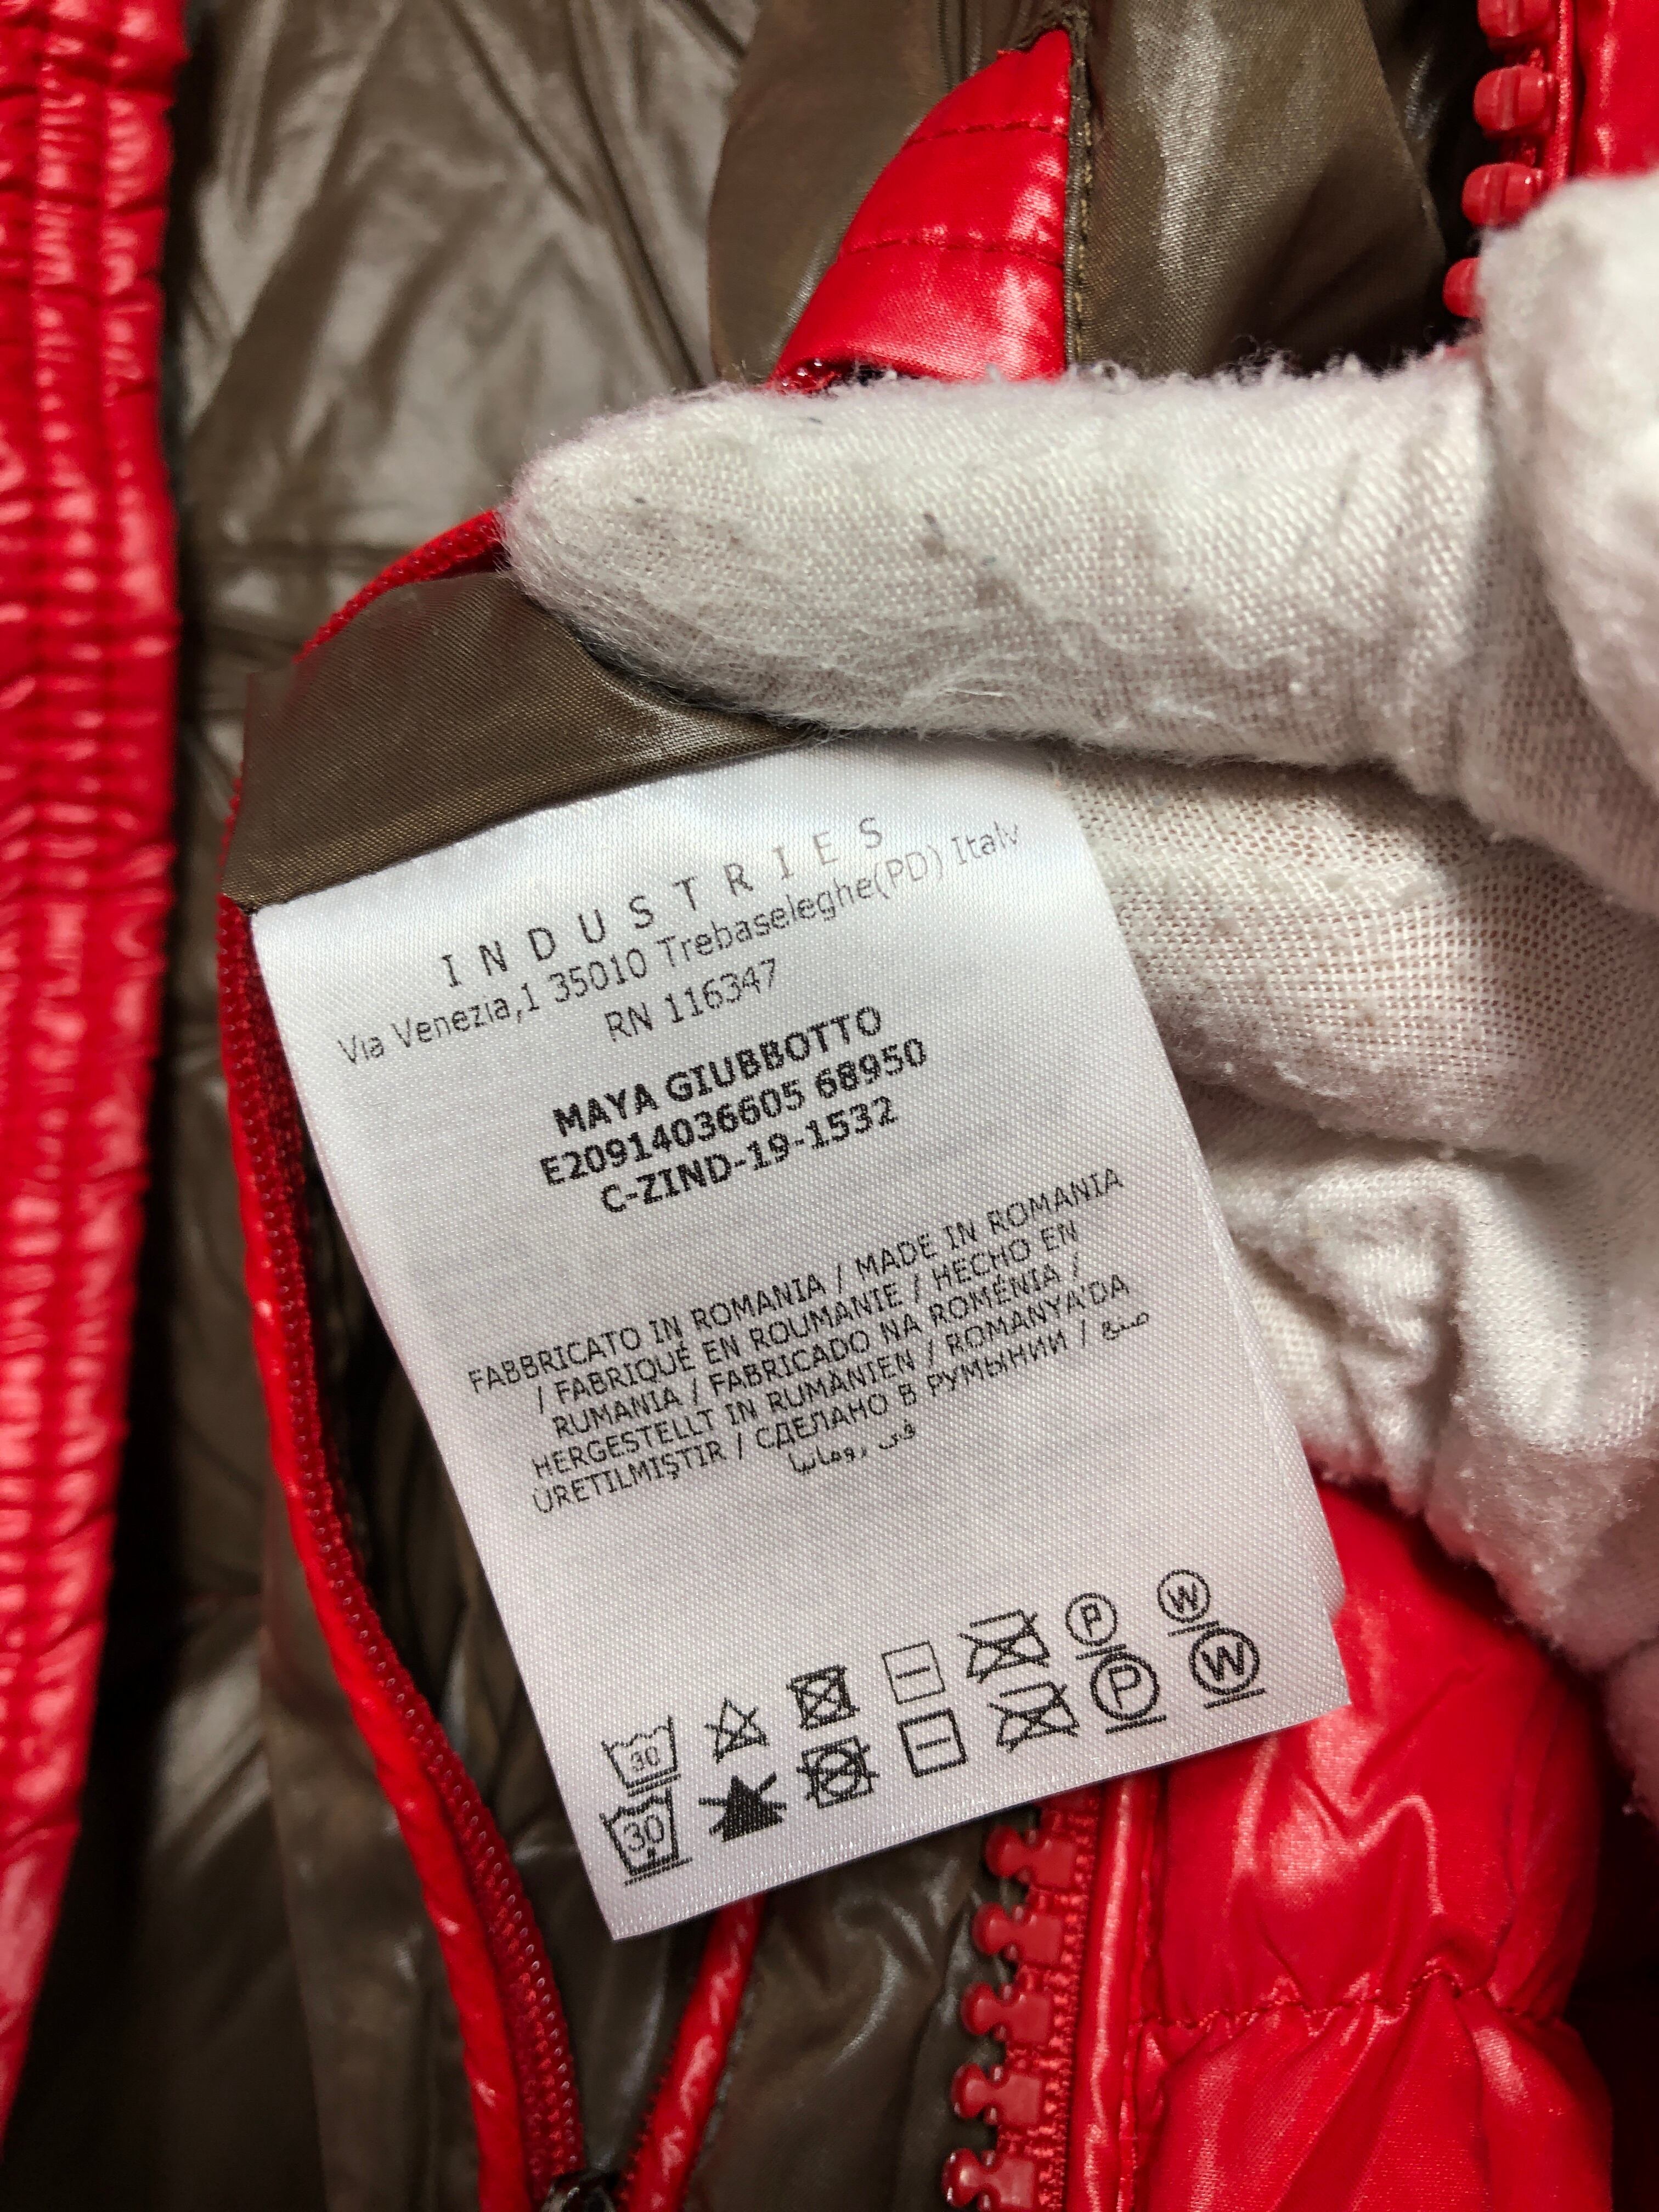 INDUSTRIES
Via Venezia,1 35010 Trebaseleghe(PD) Italy
RN 116347
MAYA GIUBBOTTO
E20914036605 68950
C-ZIND-19-1532
FABBRICATO IN ROMANIA / MADE IN ROMANIA
/ FABRIQUÉ EN ROUMANIE / HECHO EN
RUMANIA / FABRICADO NA ROMÉNIA /
HERGESTELLT IN RUMÄNIEN / ROMANYA'DA
ÜRETILMIŞTIR / СДЕЛАНО В РУМЫНИИ / صنع
في رومانيا
30 P W
30 P W